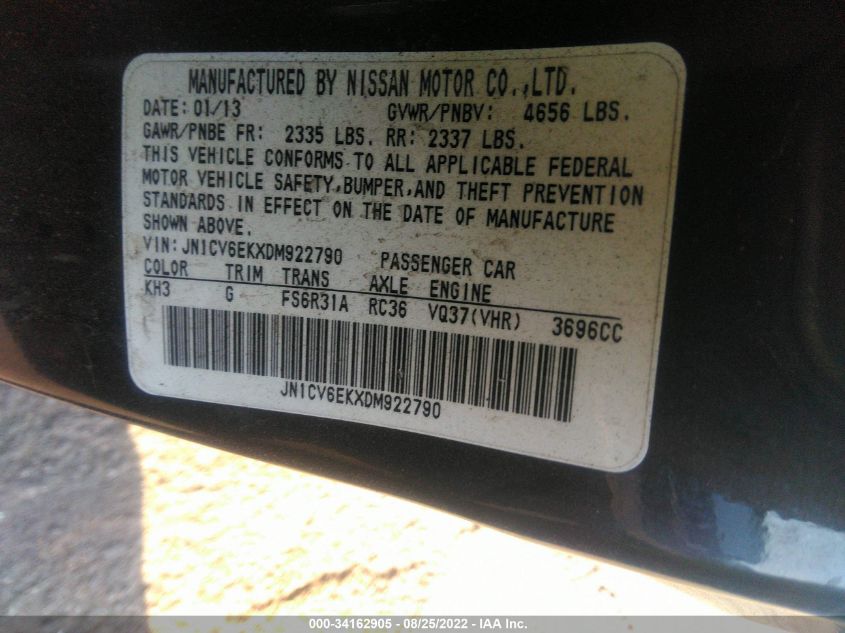 MANUFACTURED BY NISSAN MOTOR CO.,LTD.
DATE: 01/13 GVWR/PNBV: 4656 LBS.
GAWR/PNBE FR: 2335 LBS. RR: 2337 LBS.
THIS VEHICLE CONFORMS TO ALL APPLICABLE FEDERAL
MOTOR VEHICLE SAFETY,BUMPER,AND THEFT PREVENTION
STANDARDS IN EFFECT ON THE DATE OF MANUFACTURE
SHOWN ABOVE.
VIN:JN1CV6EKXDM922790 PASSENGER CAR
COLOR TRIM TRANS AXLE ENGINE
KH3 G FS6R31A RC36 VQ37(VHR) 3696CC
JN1CV6EKXDM922790
000-34162905 - 08/25/2022 - IAA Inc.